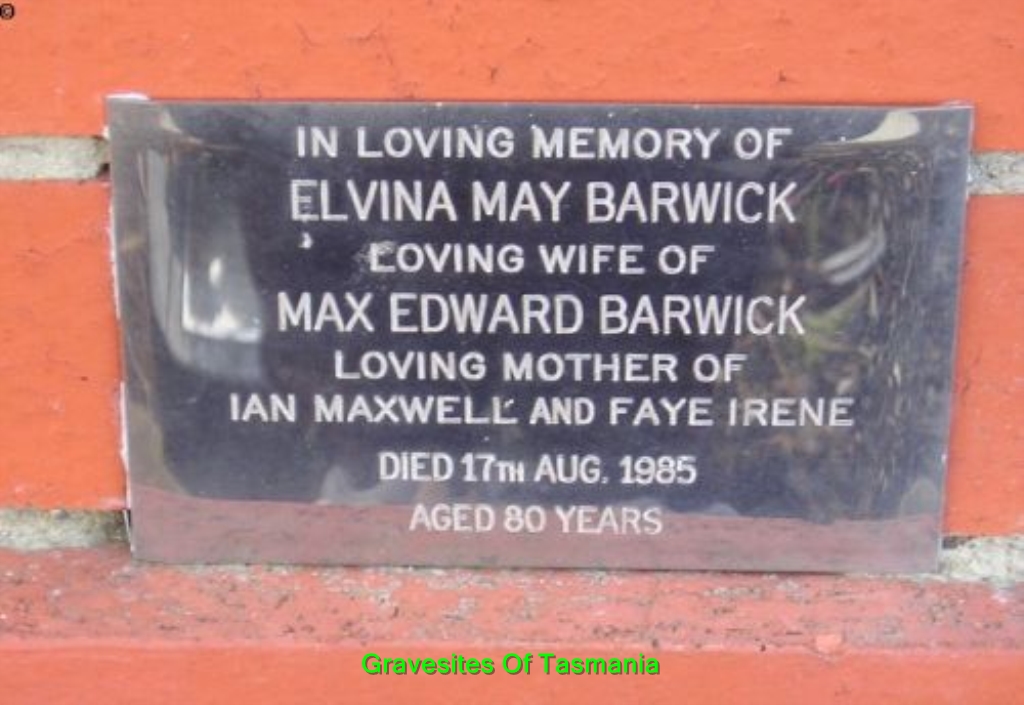 IN LOVING MEMORY OF
ELVINA MAY BARWICK
LOVING WIFE OF
MAX EDWARD BARWICK
LOVING MOTHER OF
IAN MAXWELL AND FAYE IRENE
DIED 17TH AUG. 1985
AGED 80 YEARS
Gravesites Of Tasmania